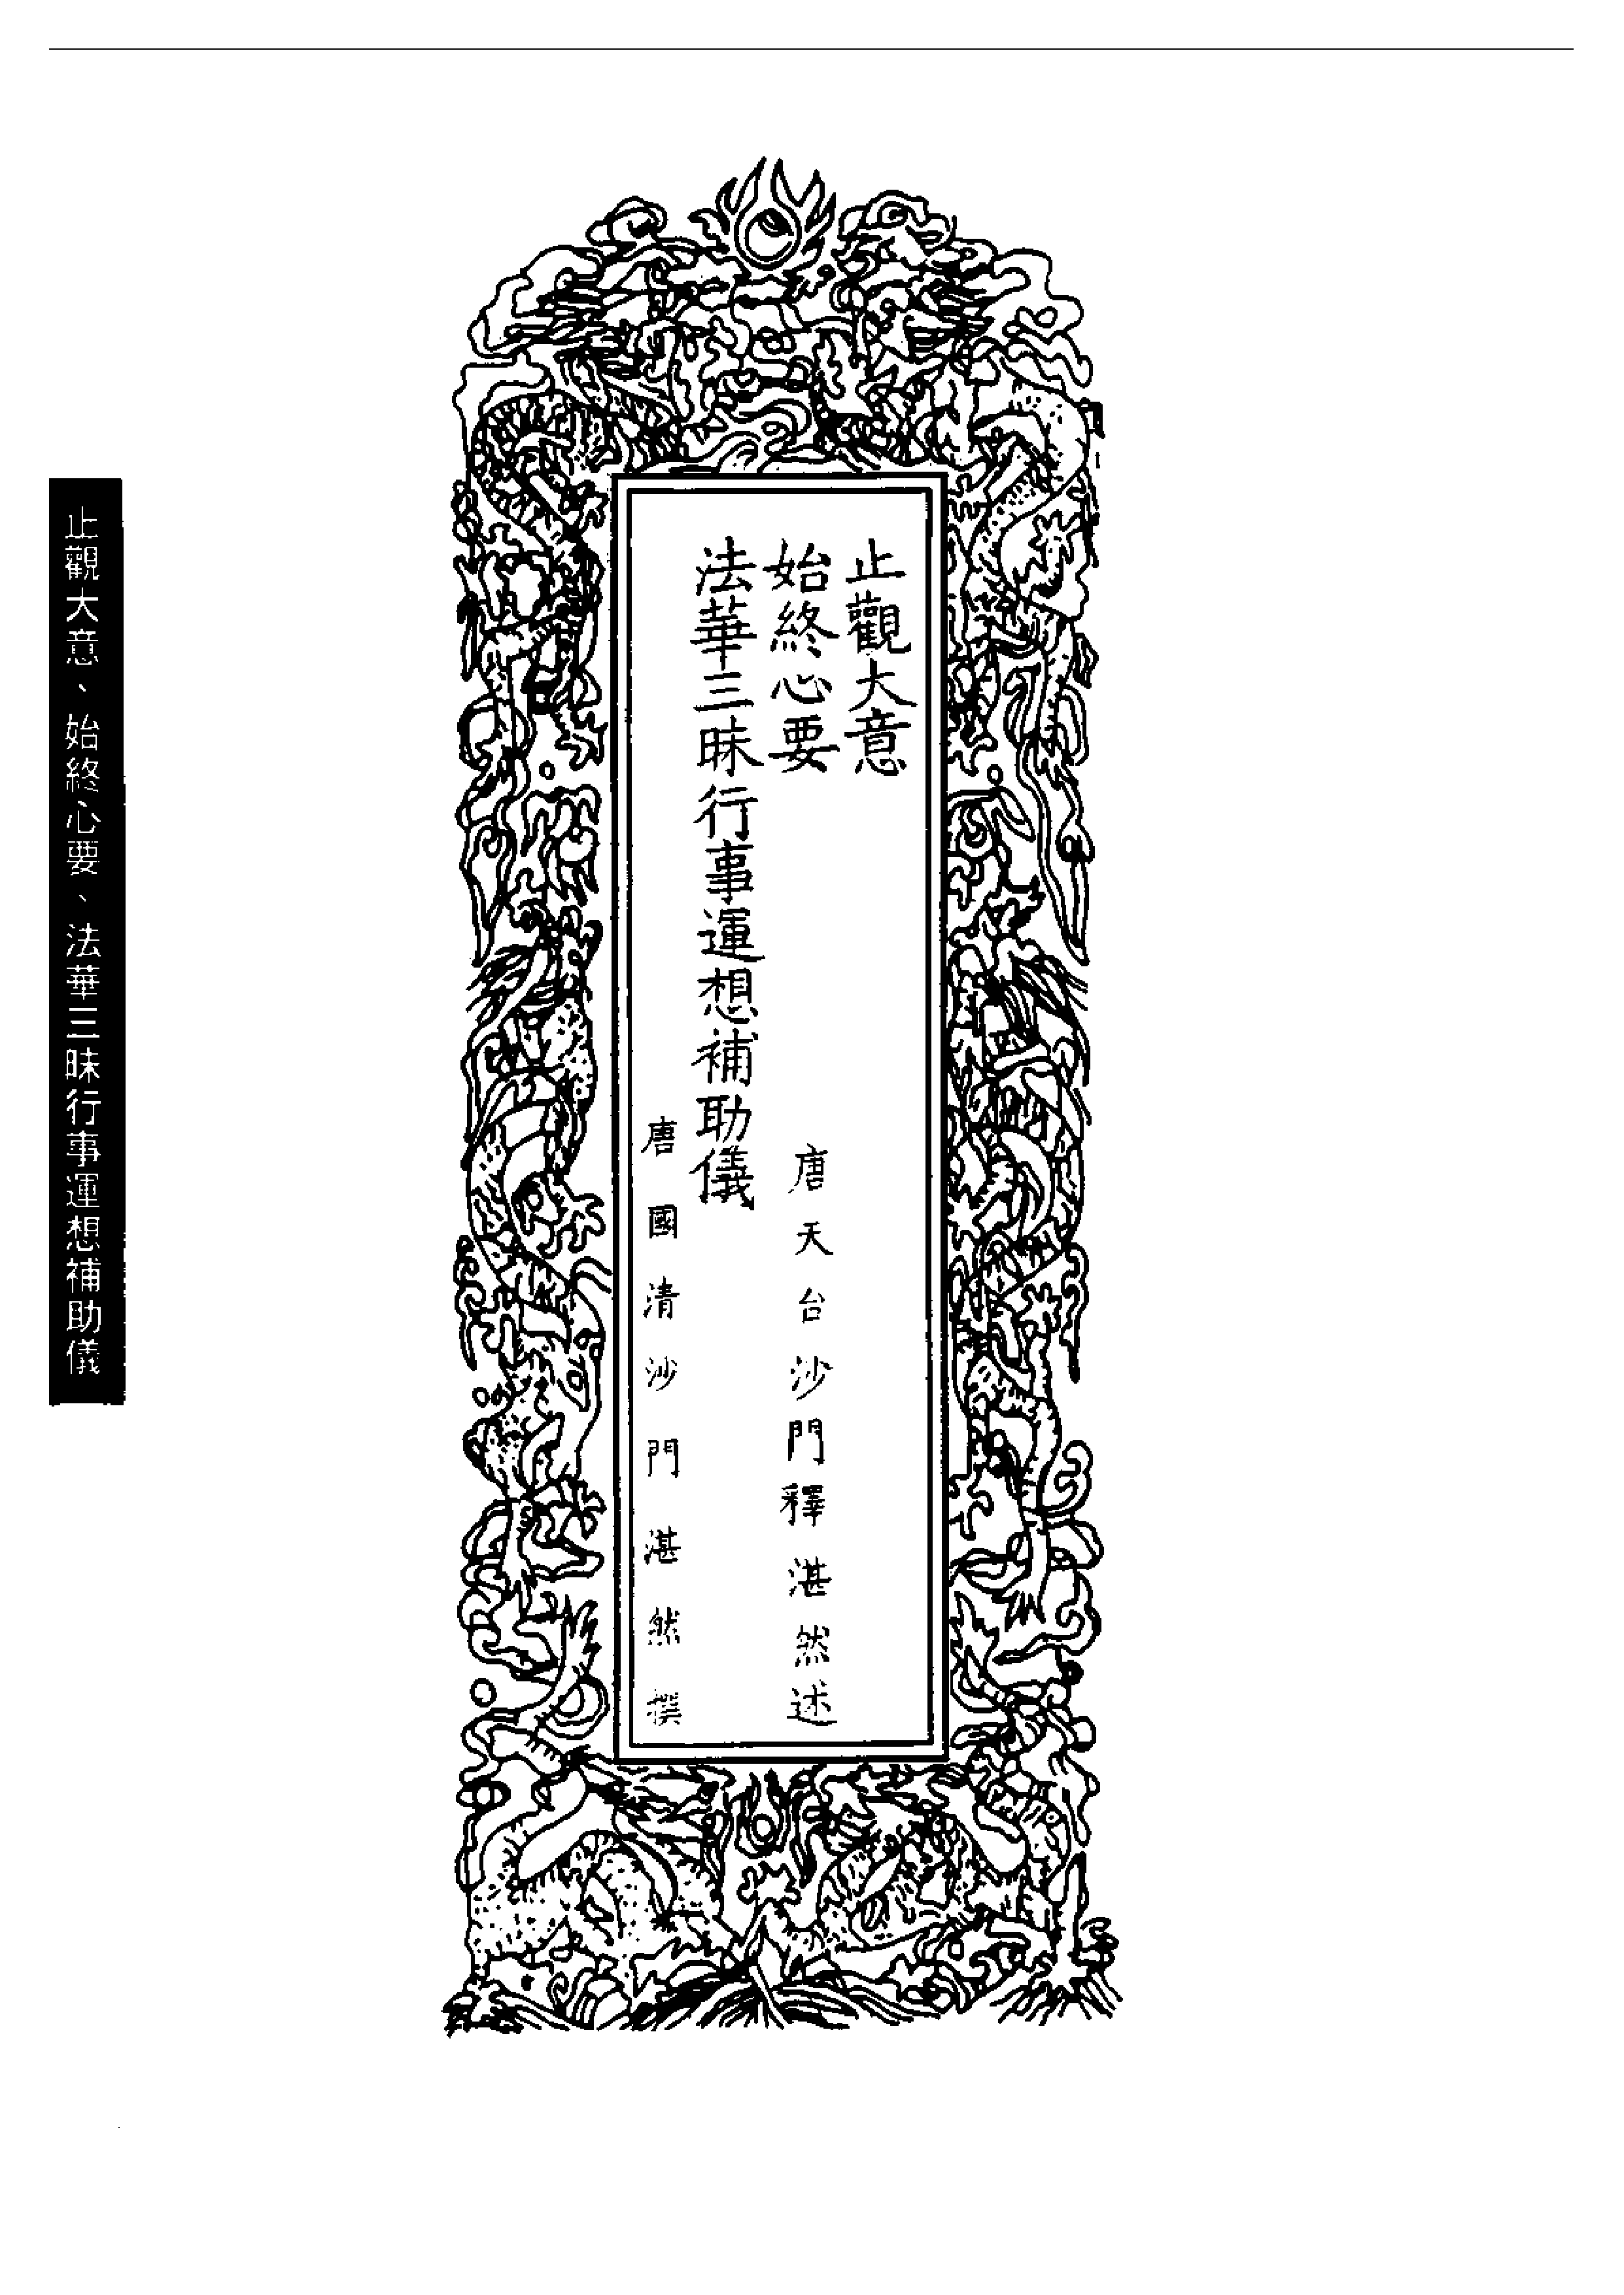 止觀大意
始終心要
唐天台沙門釋湛然述
法華三昧行事運想補助儀
唐國清沙門湛然撰
止觀大意、始終心要、法華三昧行事運想補助儀